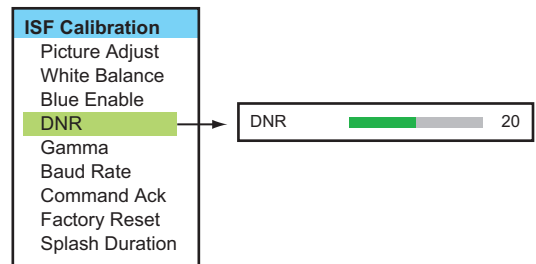 ISF Calibration
Picture Adjust
White Balance
Blue Enable
DNR
Gamma
Baud Rate
Command Ack
Factory Reset
Splash Duration
DNR 20